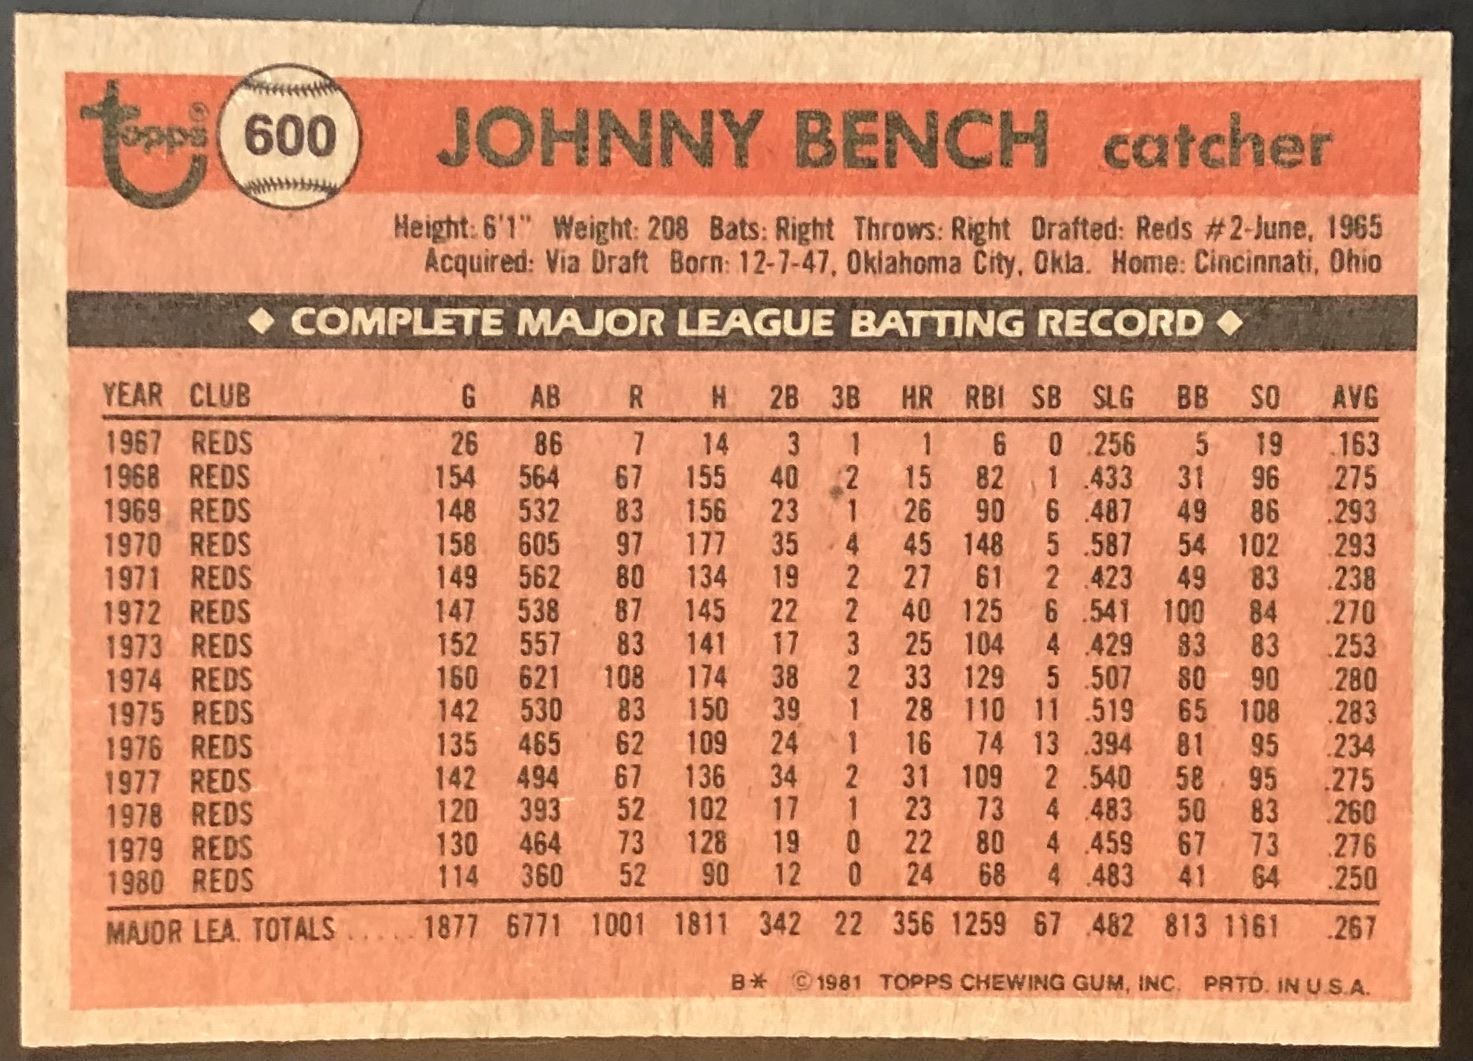 Topps® 600 JOHNNY BENCH catcher
Height: 6'1" Weight: 208 Bats: Right Throws: Right Drafted: Reds #2-June, 1965
Acquired: Via Draft Born: 12-7-47, Oklahoma City, Okla. Home: Cincinnati, Ohio
◆ COMPLETE MAJOR LEAGUE BATTING RECORD ◆
YEAR CLUB G AB R H 2B 3B HR RBI SB SLG BB SO AVG
1967 REDS 26 86 7 14 3 1 1 6 0 .256 5 19 .163
1968 REDS 154 564 67 155 40 2 15 82 1 .433 31 96 .275
1969 REDS 148 532 83 156 23 1 26 90 6 .487 49 86 .293
1970 REDS 158 605 97 177 35 4 45 148 5 .587 54 102 .293
1971 REDS 149 562 80 134 19 2 27 61 2 .423 49 83 .238
1972 REDS 147 538 87 145 22 2 40 125 6 .541 100 84 .270
1973 REDS 152 557 83 141 17 3 25 104 4 .429 83 83 .253
1974 REDS 160 621 108 174 38 2 33 129 5 .507 80 90 .280
1975 REDS 142 530 83 150 39 1 28 110 11 .519 65 108 .283
1976 REDS 135 465 62 109 24 1 16 74 13 .394 81 95 .234
1977 REDS 142 494 67 136 34 2 31 109 2 .540 58 95 .275
1978 REDS 120 393 52 102 17 1 23 73 4 .483 50 83 .260
1979 REDS 130 464 73 128 19 0 22 80 4 .459 67 73 .276
1980 REDS 114 360 52 90 12 0 24 68 4 .483 41 64 .250
MAJOR LEA. TOTALS ..... 1877 6771 1001 1811 342 22 356 1259 67 .482 813 1161 .267
B* ©1981 TOPPS CHEWING GUM, INC. PRTD. IN U.S.A.